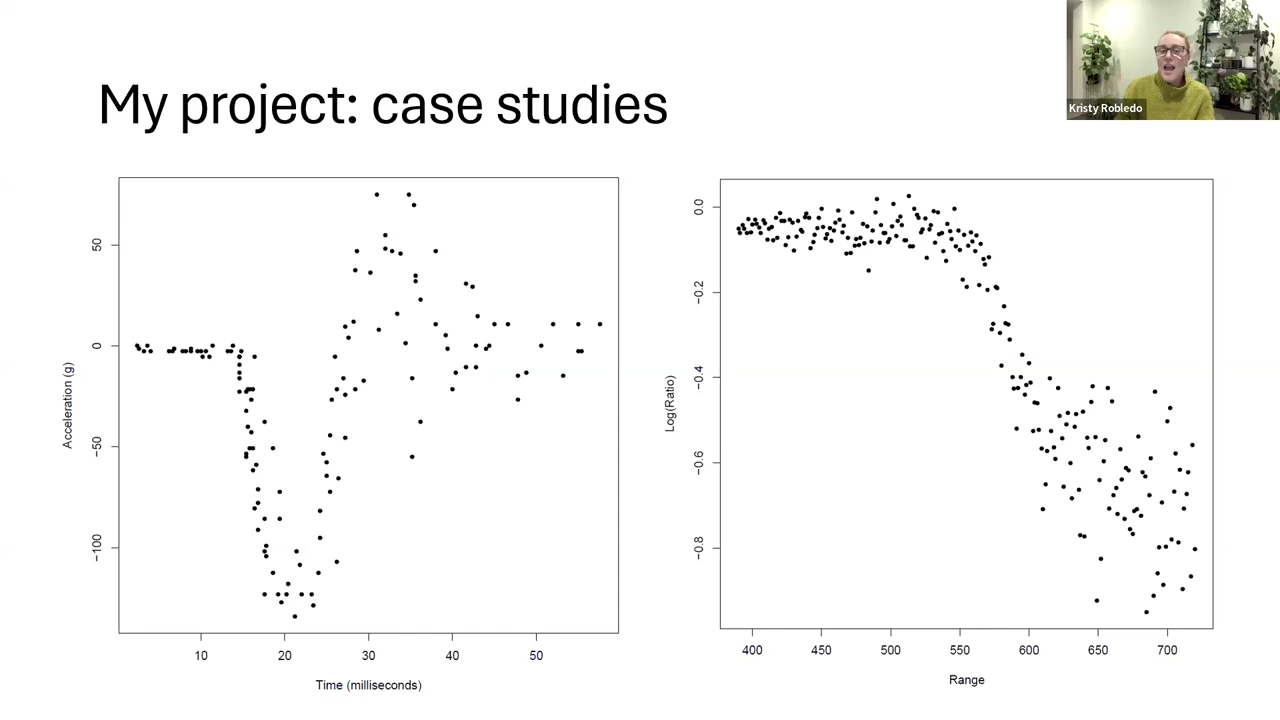 My project: case studies
Kristy Robledo
50
0
−50
−100
Acceleration (g)
10 20 30 40 50
Time (milliseconds)
0.0
−0.2
−0.4
−0.6
−0.8
Log(Ratio)
400 450 500 550 600 650 700
Range